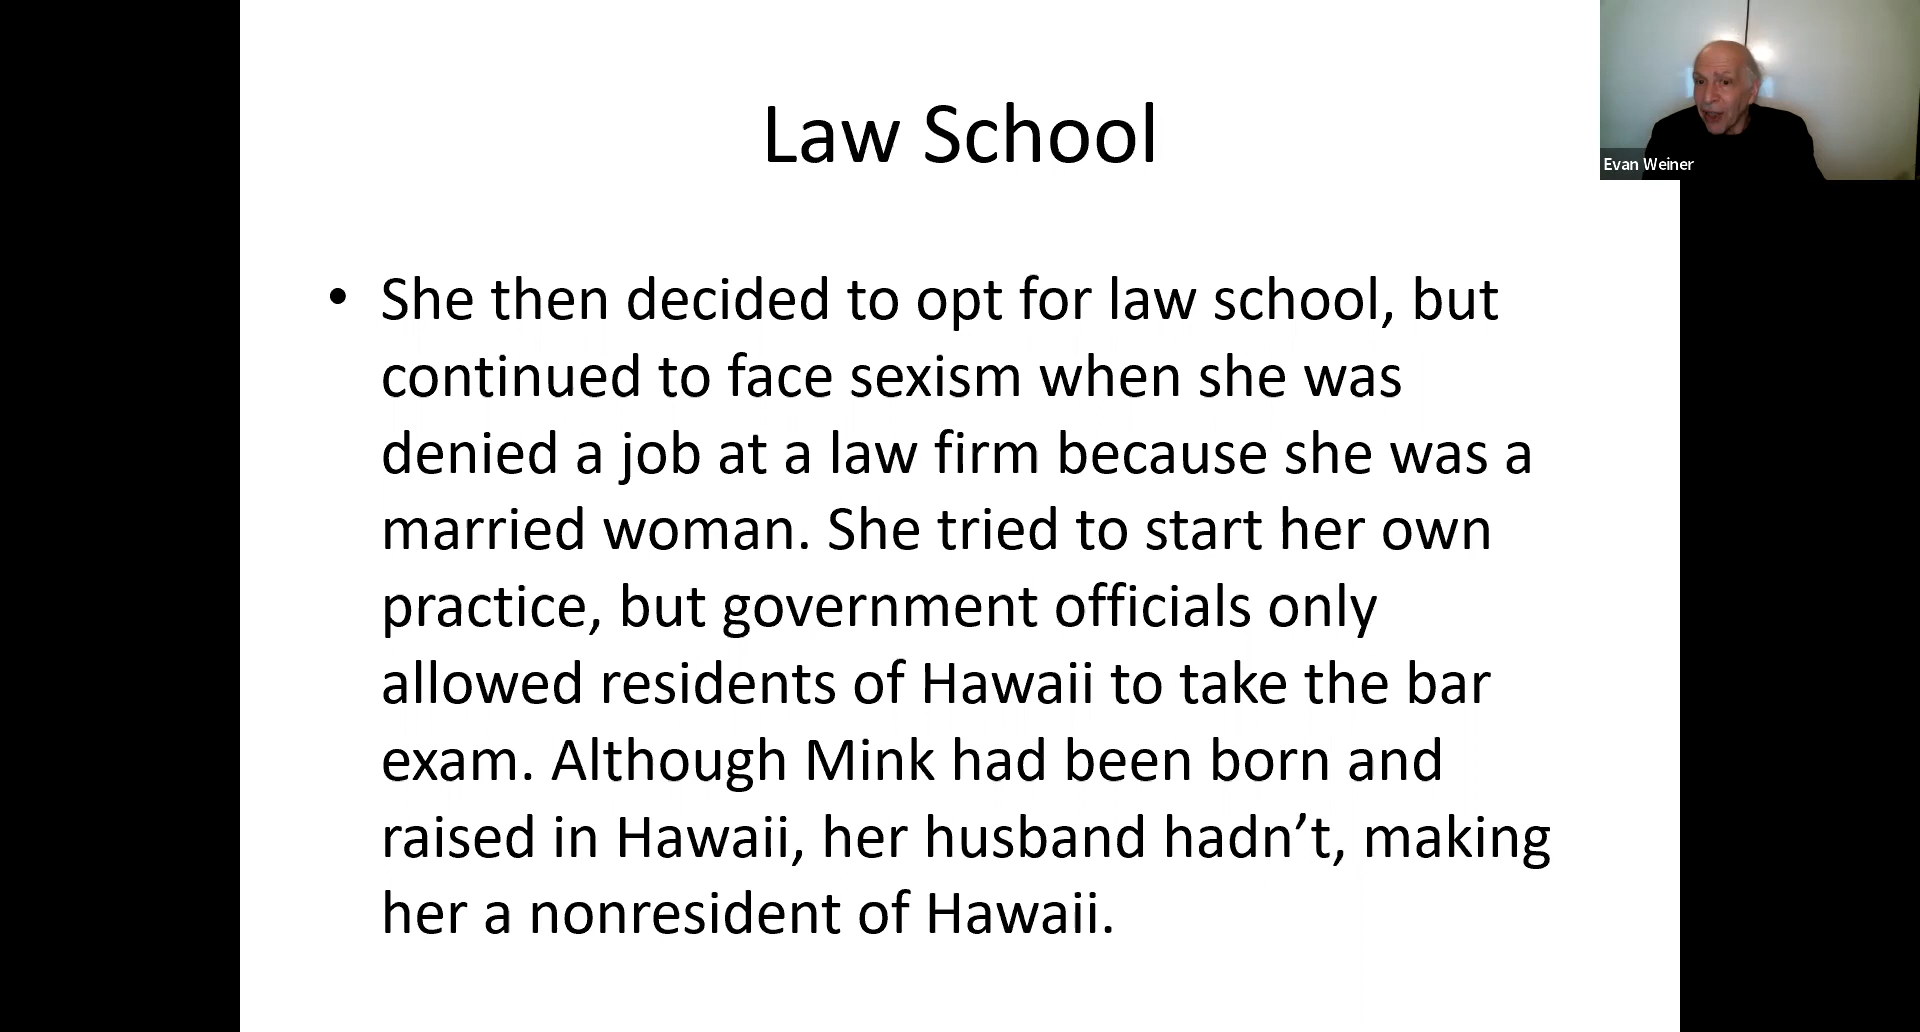 Law School
Evan Weiner
• She then decided to opt for law school, but
continued to face sexism when she was
denied a job at a law firm because she was a
married woman. She tried to start her own
practice, but government officials only
allowed residents of Hawaii to take the bar
exam. Although Mink had been born and
raised in Hawaii, her husband hadn’t, making
her a nonresident of Hawaii.